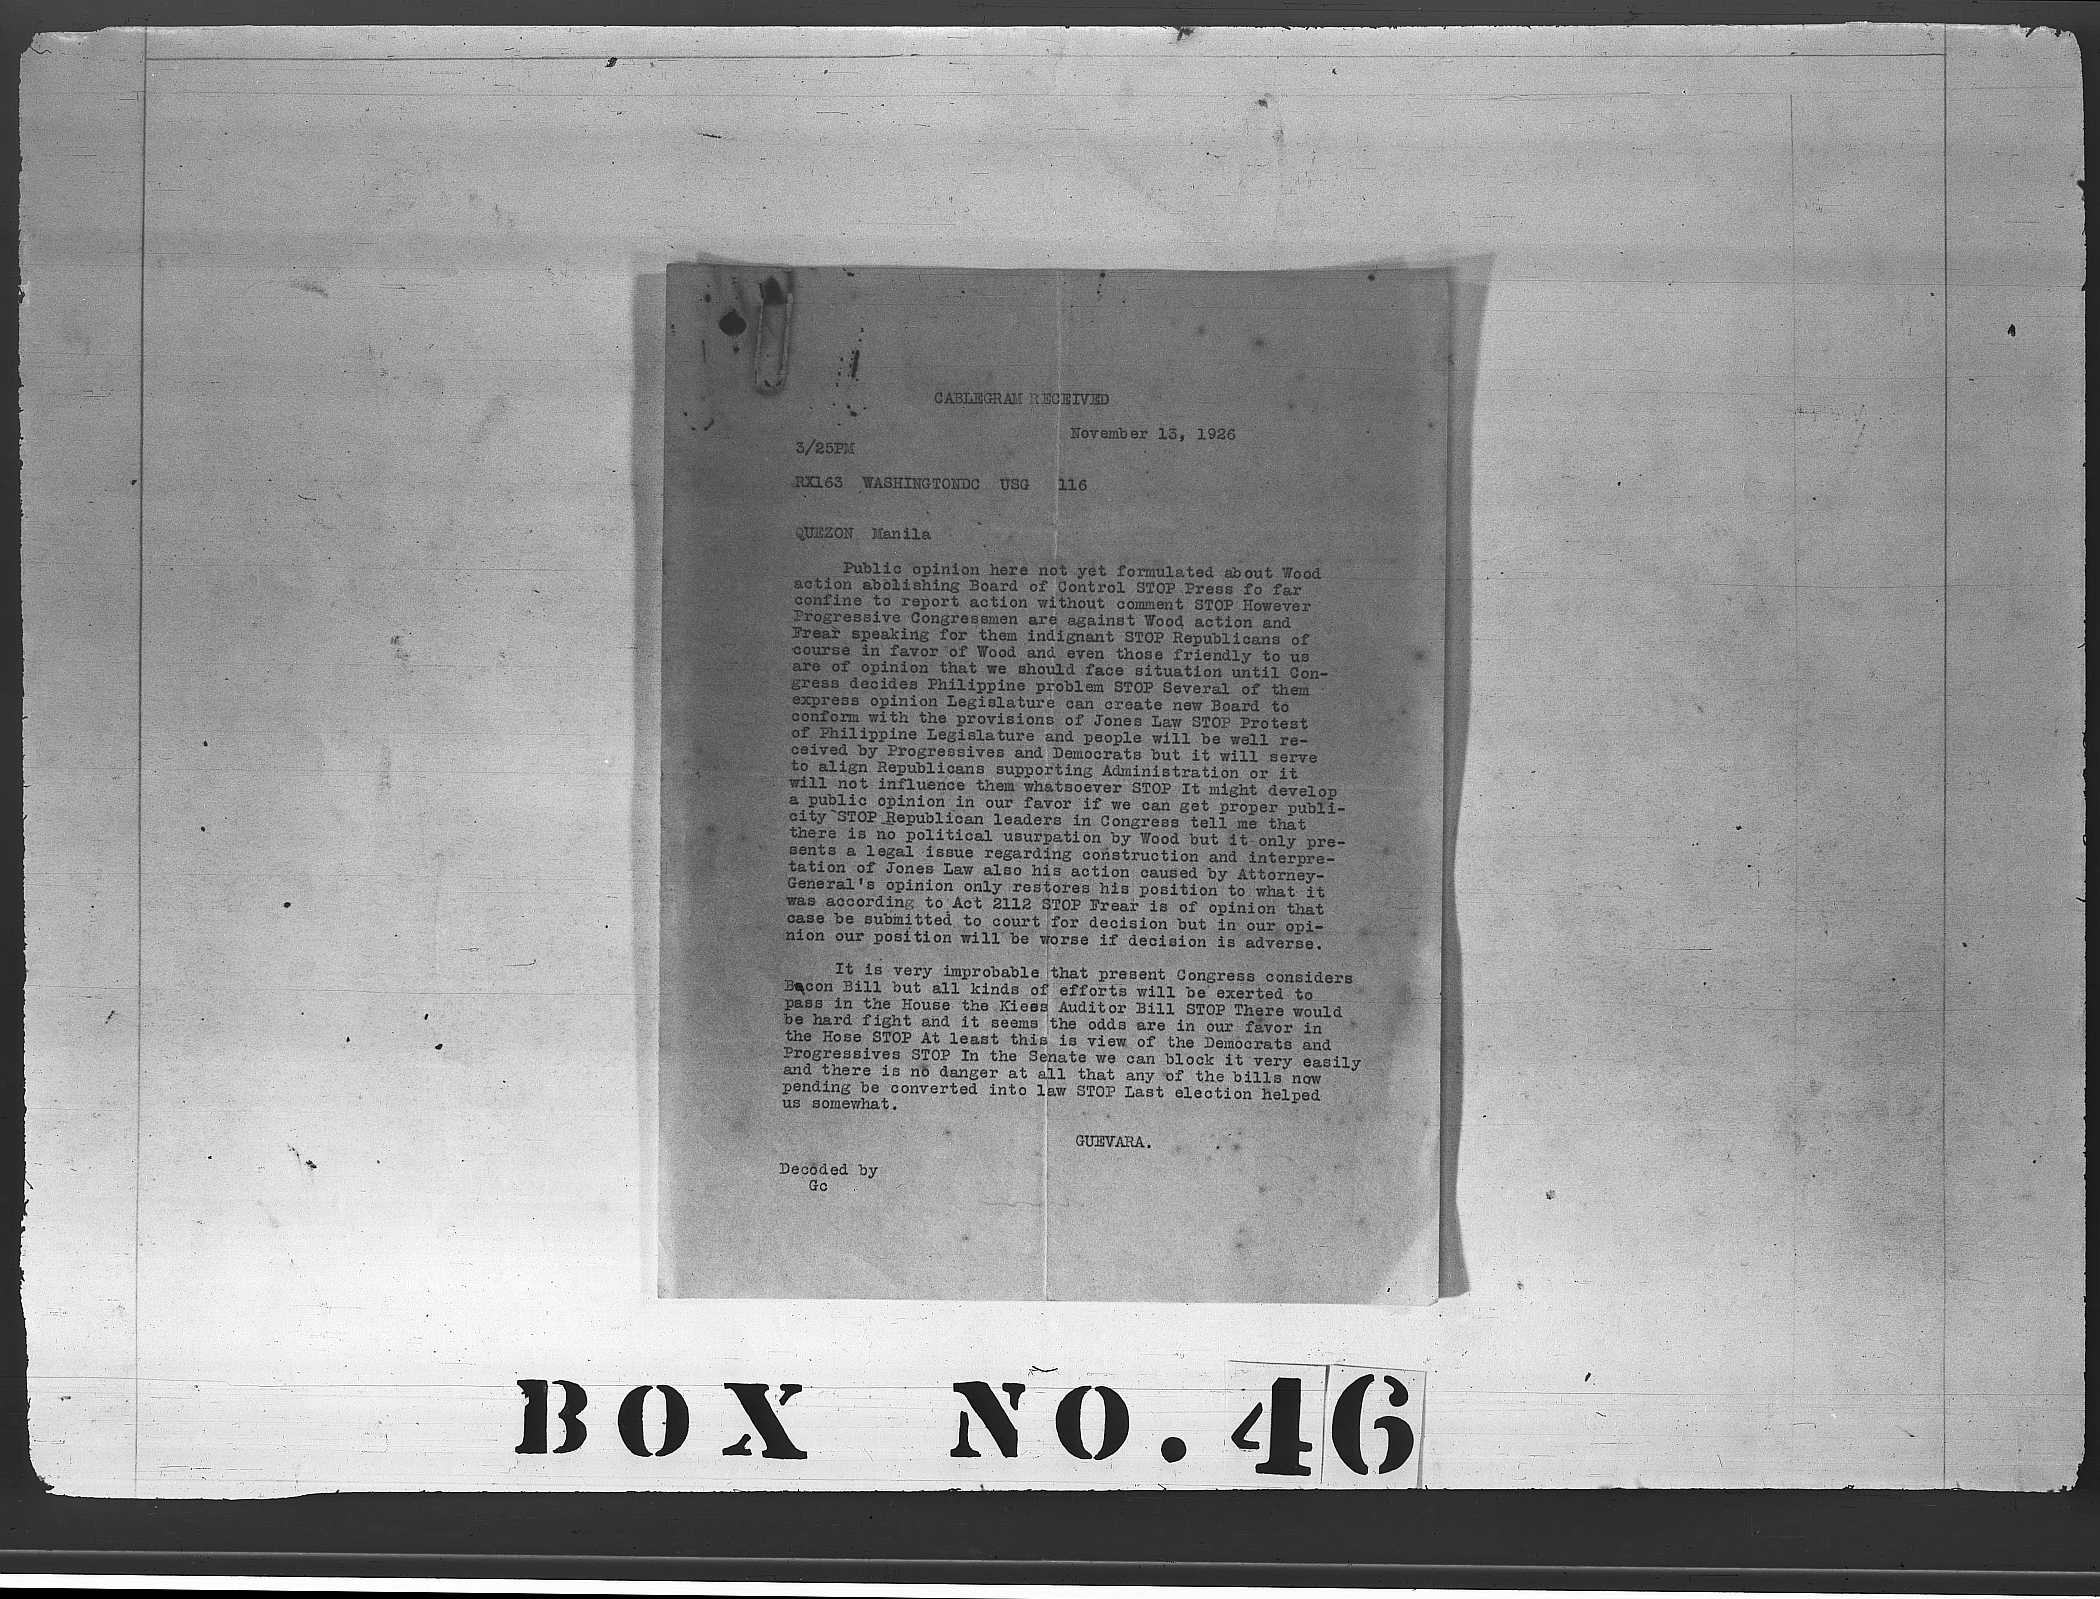 CABLEGRAM RECEIVED
November 13, 1926
3/25PM
RX163 WASHINGTONDC USG 116
QUEZON Manila
Public opinion here not yet formulated about Wood
action abolishing Board of Control STOP Press fo far
confine to report action without comment STOP However
Progressive Congressmen are against Wood action and
Frear speaking for them indignant STOP Republicans of
course in favor of Wood and even those friendly to us
are of opinion that we should face situation until Con-
gress decides Philippine problem STOP Several of them
express opinion Legislature can create new Board to
conform with the provisions of Jones Law STOP Protest
of Philippine Legislature and people will be well re-
ceived by Progressives and Democrats but it will serve
to align Republicans supporting Administration or it
will not influence them whatsoever STOP It might develop
a public opinion in our favor if we can get proper publi-
city STOP Republican leaders in Congress tell me that
there is no political usurpation by Wood but it only pre-
sents a legal issue regarding construction and interpre-
tation of Jones Law also his action caused by Attorney-
General's opinion only restores his position to what it
was according to Act 2112 STOP Frear is of opinion that
case be submitted to court for decision but in our opi-
nion our position will be worse if decision is adverse.
It is very improbable that present Congress considers
Bacon Bill but all kinds of efforts will be exerted to
pass in the House the Kiess Auditor Bill STOP There would
be hard fight and it seems the odds are in our favor in
the Hose STOP At least this is view of the Democrats and
Progressives STOP In the Senate we can block it very easily
and there is no danger at all that any of the bills now
pending be converted into law STOP Last election helped
us somewhat.
GUEVARA.
Decoded by
Gc
BOX NO. 46